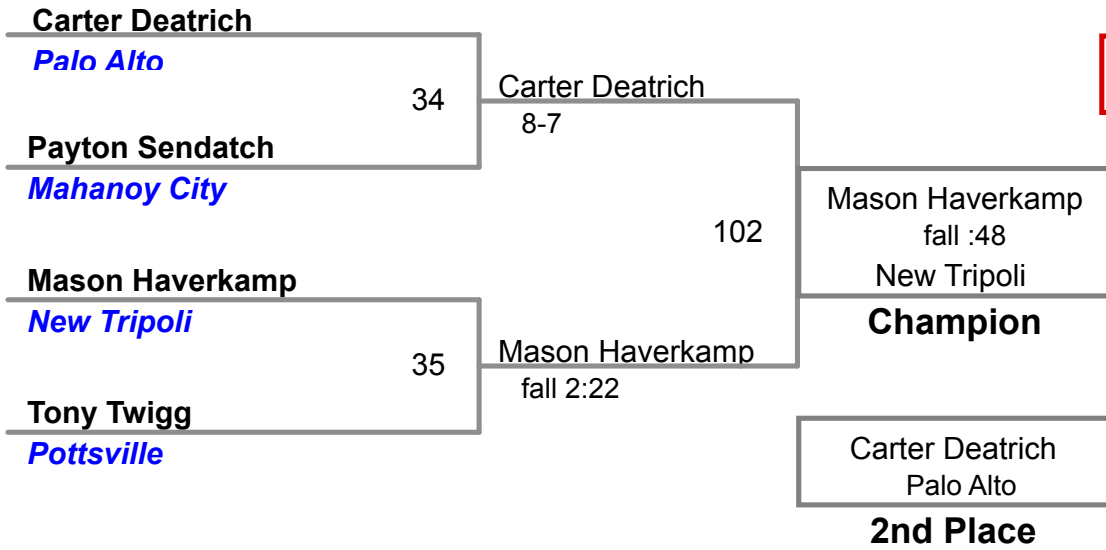 Carter Deatrich
Palo Alto
34
Carter Deatrich
8-7
Payton Sendatch
Mahanoy City
102
Mason Haverkamp
fall :48
New Tripoli
Champion
Mason Haverkamp
New Tripoli
35
Mason Haverkamp
fall 2:22
Tony Twigg
Pottsville
Carter Deatrich
Palo Alto
2nd Place